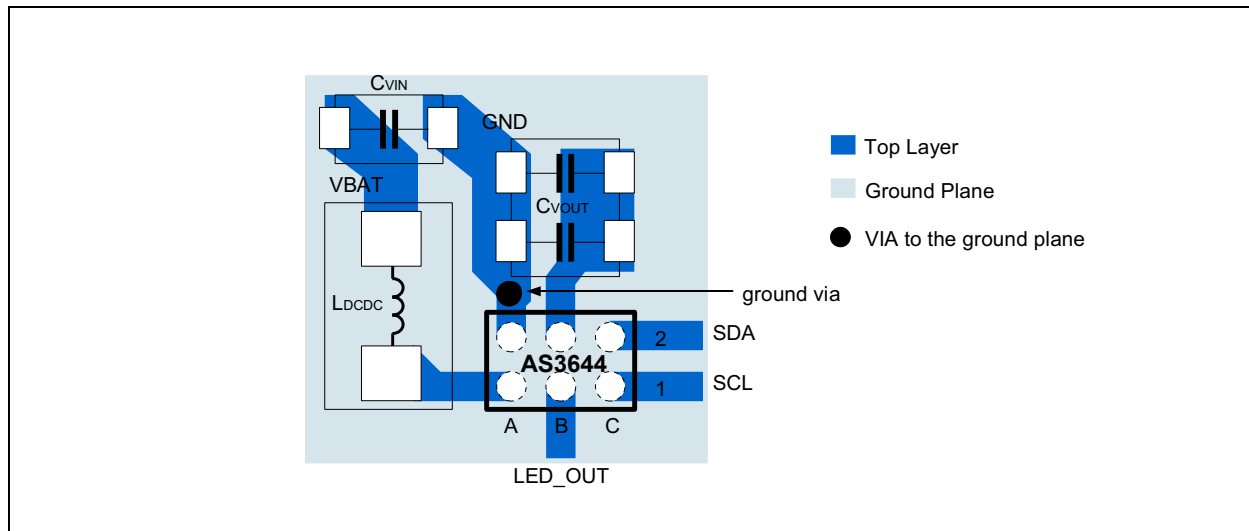 CVIN
GND
VBAT
CVOUT
LDCDC
Top Layer
Ground Plane
VIA to the ground plane
ground via
2
SDA
AS3644
1
SCL
A B C
LED_OUT